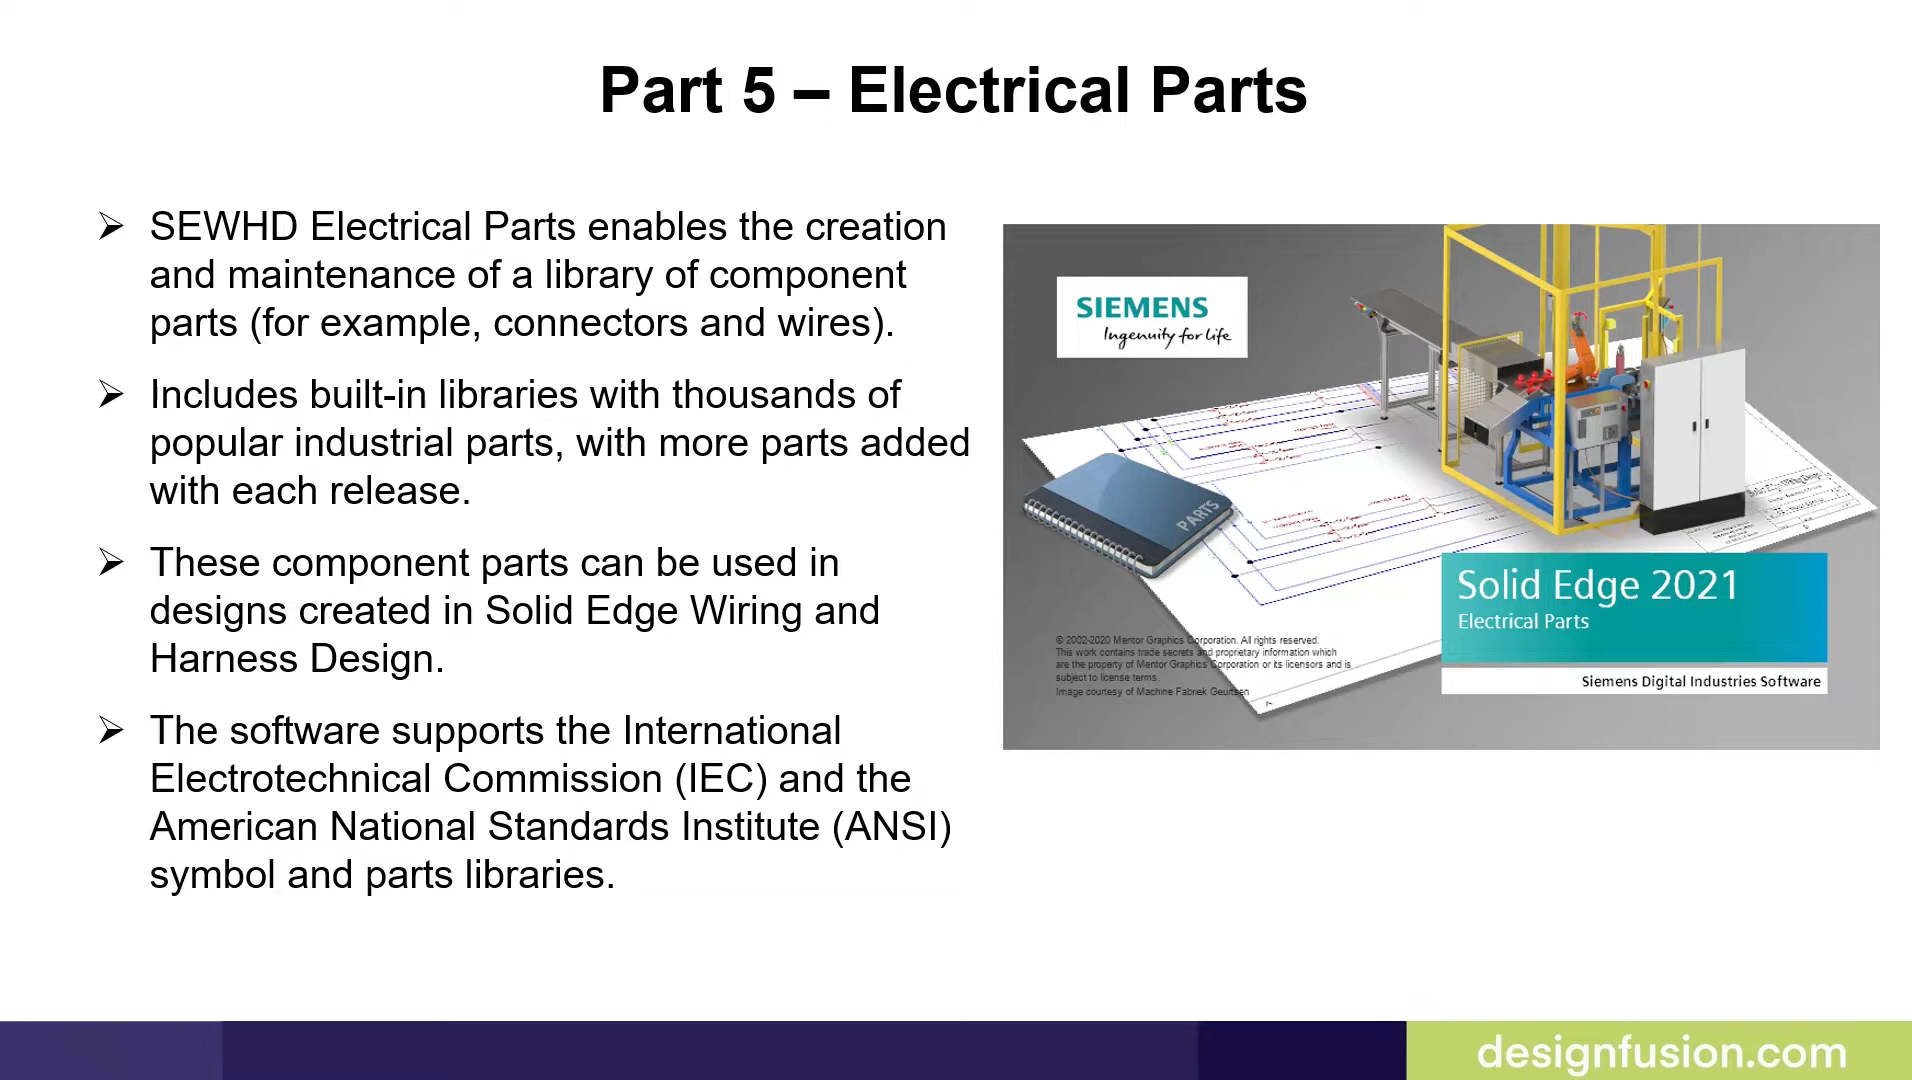 Part 5 – Electrical Parts
SEWHD Electrical Parts enables the creation
and maintenance of a library of component
parts (for example, connectors and wires).
Includes built-in libraries with thousands of
popular industrial parts, with more parts added
with each release.
These component parts can be used in
designs created in Solid Edge Wiring and
Harness Design.
The software supports the International
Electrotechnical Commission (IEC) and the
American National Standards Institute (ANSI)
symbol and parts libraries.
SIEMENS
Ingenuity for life
PARTS
Solid Edge 2021
Electrical Parts
© 2002-2020 Mentor Graphics Corporation. All rights reserved.
This work contains trade secrets and proprietary information which
are the property of Mentor Graphics Corporation or its licensors and is
subject to license terms.
Image courtesy of Machine Fabriek Geurtsen
Siemens Digital Industries Software
designfusion.com